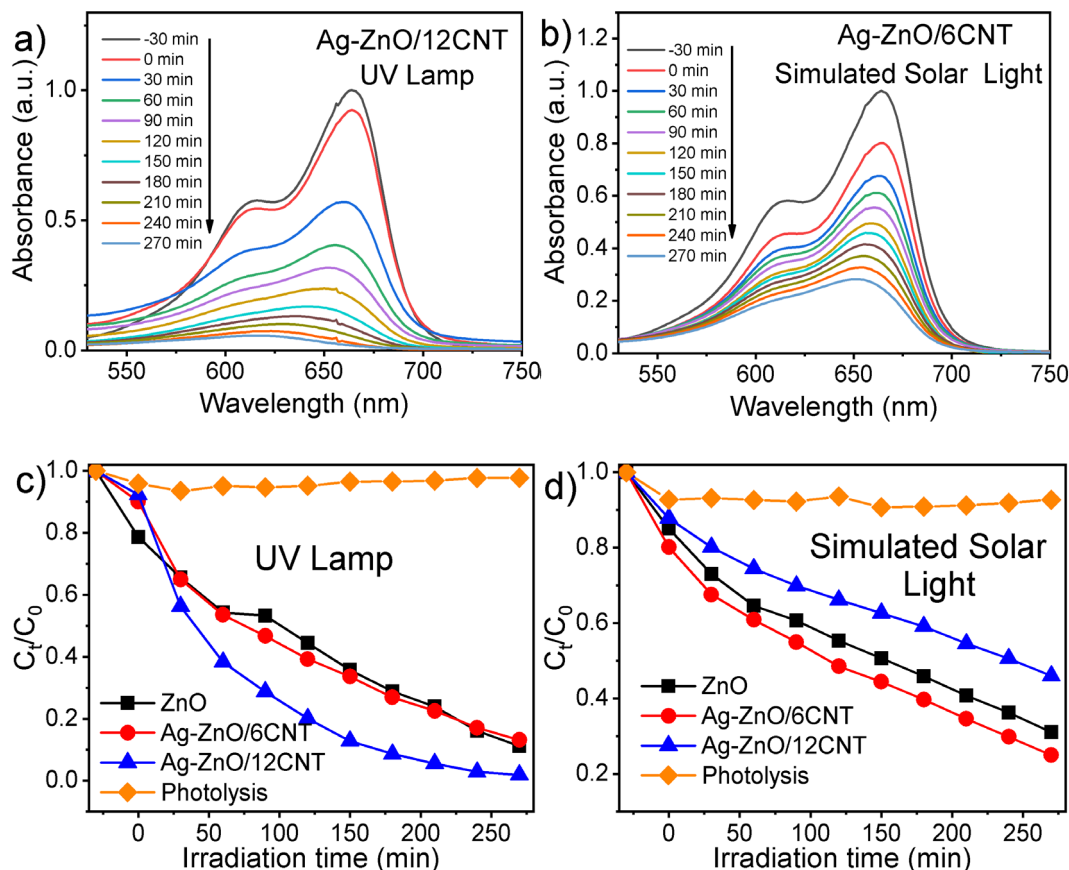 a)
Ag-ZnO/12CNT
UV Lamp
-30 min
0 min
30 min
60 min
90 min
120 min
150 min
180 min
210 min
240 min
270 min
Absorbance (a.u.)
1.0
0.5
0.0
550 600 650 700 750
Wavelength (nm)
b)
Ag-ZnO/6CNT
Simulated Solar Light
-30 min
0 min
30 min
60 min
90 min
120 min
150 min
180 min
210 min
240 min
270 min
Absorbance (a.u.)
1.2
1.0
0.8
0.6
0.4
0.2
0.0
550 600 650 700 750
Wavelength (nm)
c)
UV Lamp
ZnO
Ag-ZnO/6CNT
Ag-ZnO/12CNT
Photolysis
Cₜ/C₀
1.0
0.8
0.6
0.4
0.2
0.0
0 50 100 150 200 250
Irradiation time (min)
d)
Simulated Solar
Light
ZnO
Ag-ZnO/6CNT
Ag-ZnO/12CNT
Photolysis
Cₜ/C₀
1.0
0.8
0.6
0.4
0.2
0 50 100 150 200 250
Irradiation time (min)